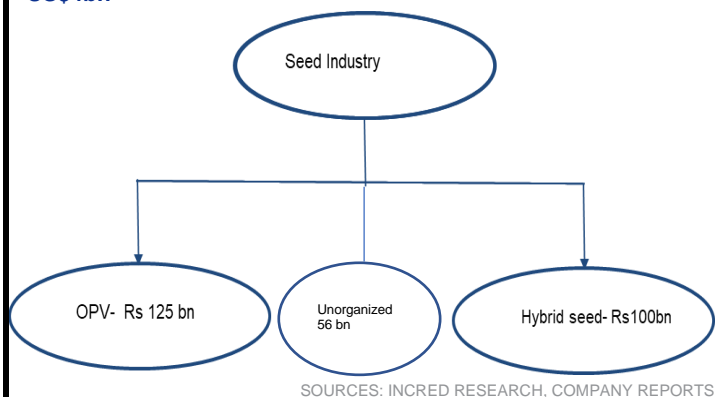 Seed Industry
OPV- Rs 125 bn
Unorganized
56 bn
Hybrid seed- Rs100bn
SOURCES: INCRED RESEARCH, COMPANY REPORTS